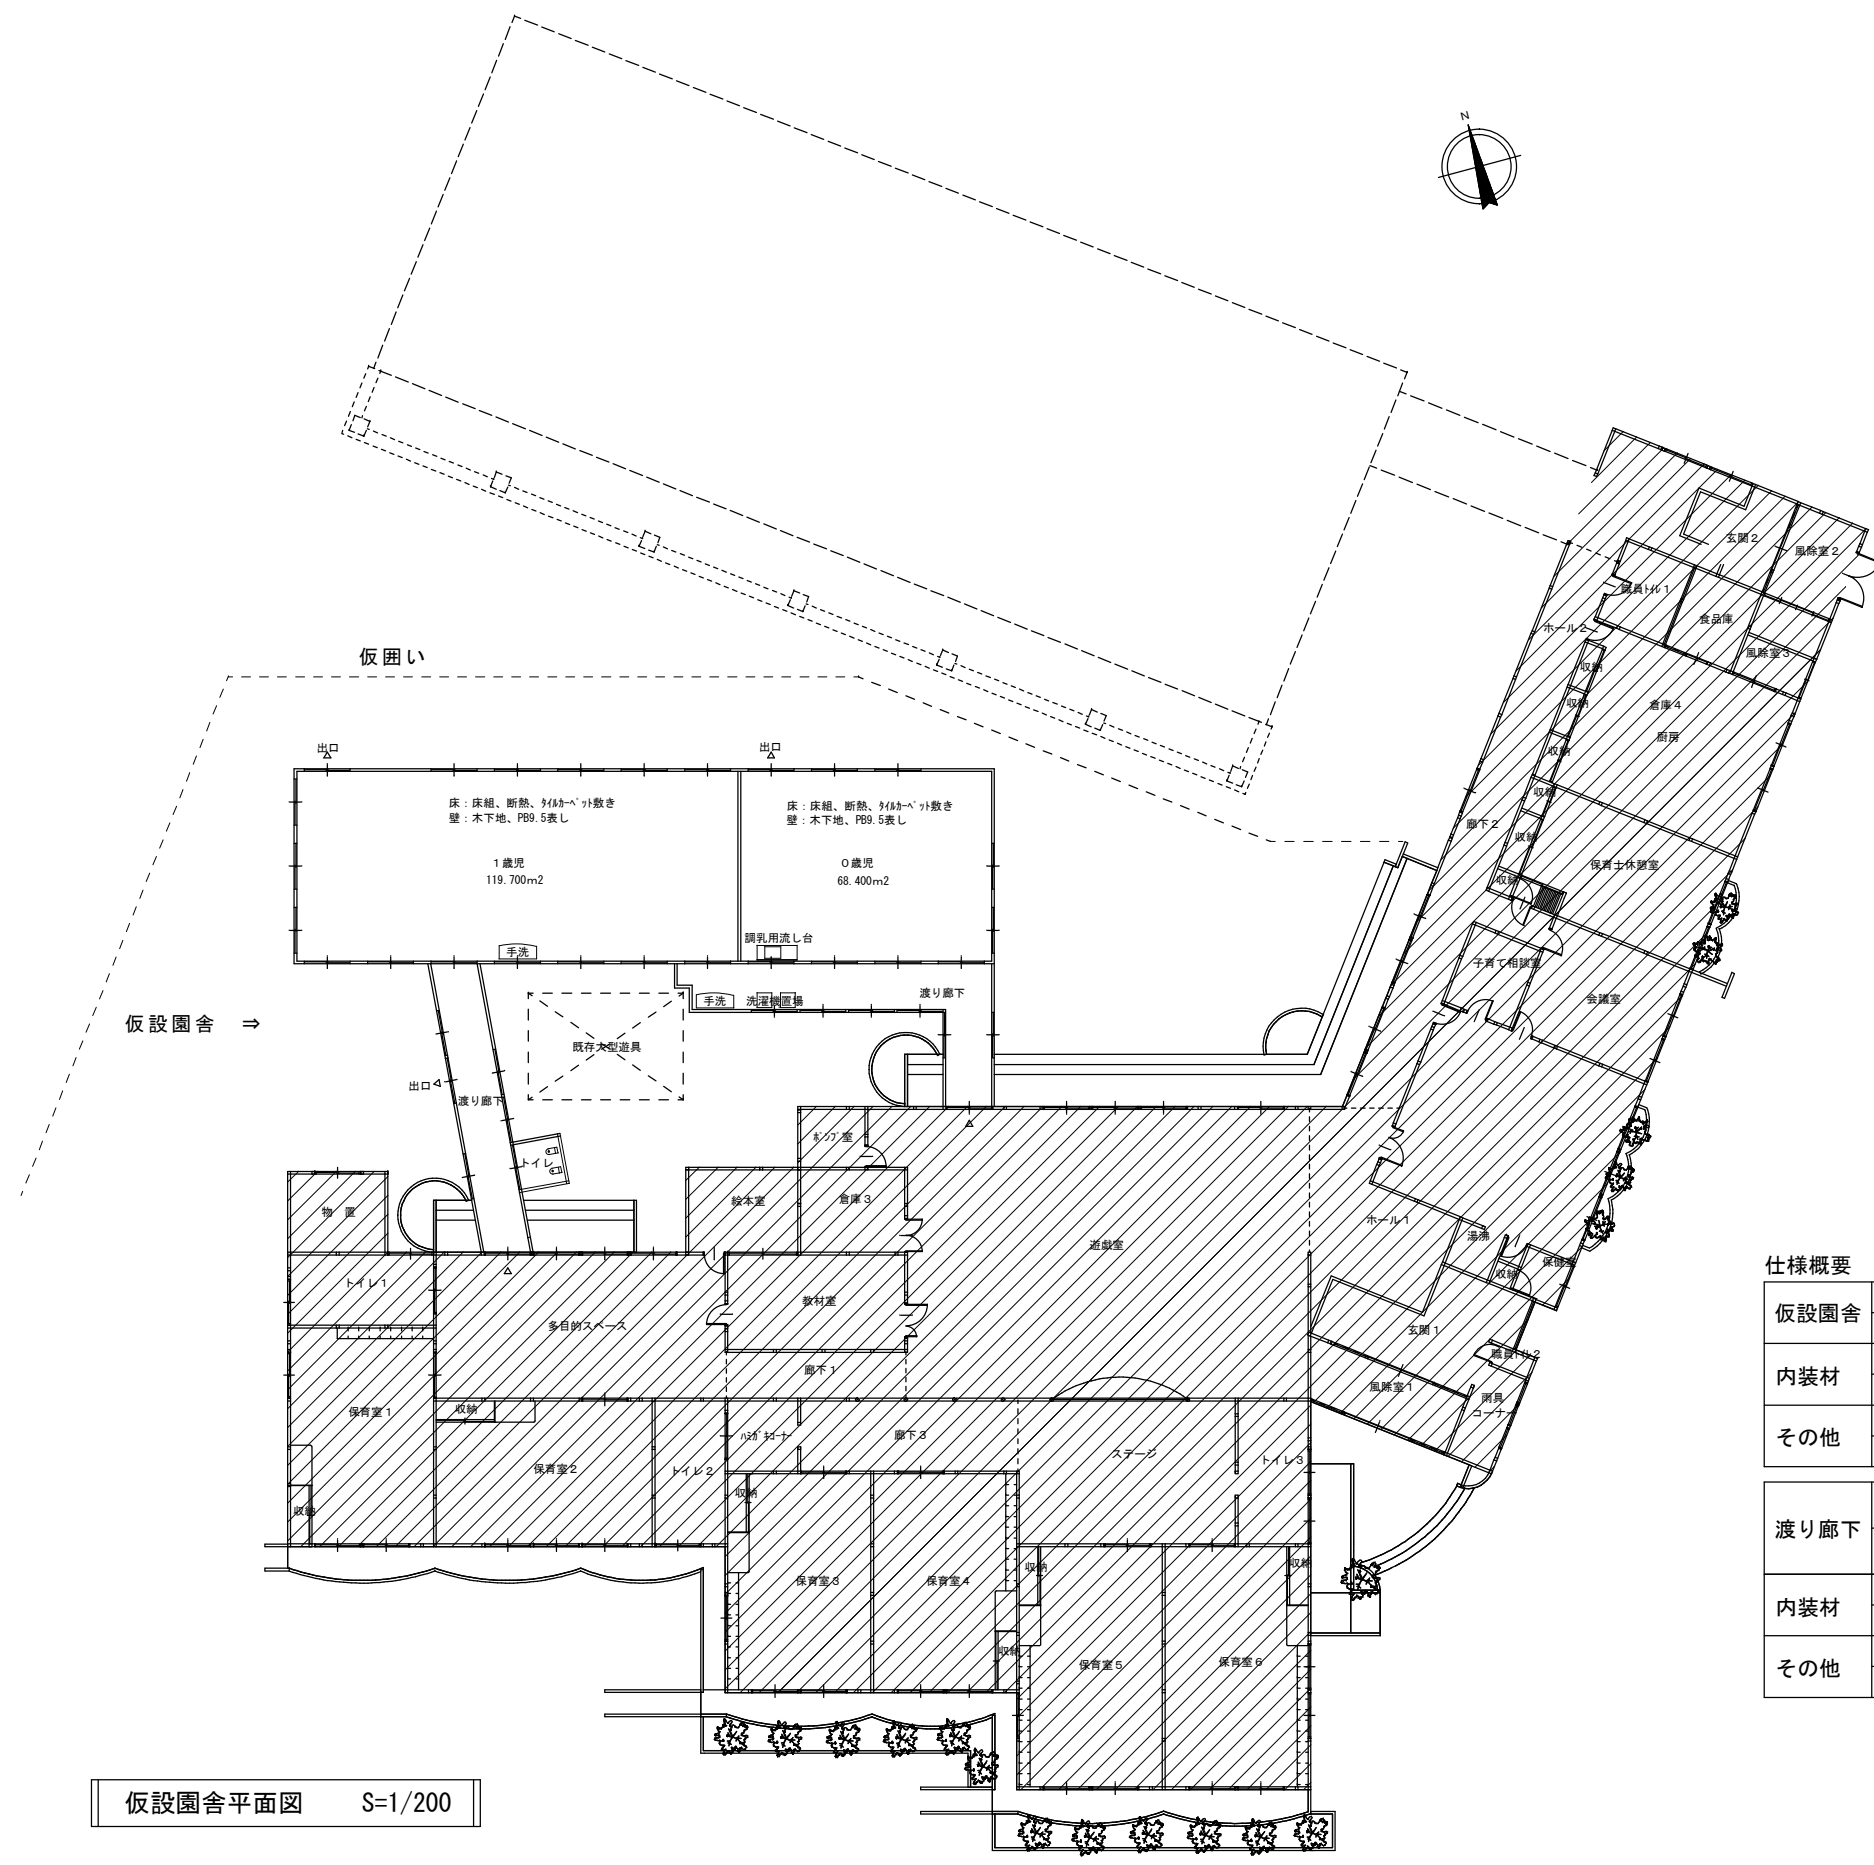 N
玄関2
風除室2
職員ﾄｲﾚ1
食品庫
ホール2
風除室3
収納
収納
倉庫4
厨房
収納
収納
廊下2
収納
保育士休憩室
収納
子育て相談室
会議室
仮囲い
出口
出口
床：床組、断熱、ﾀｲﾙｶｰﾍﾟｯﾄ敷き
壁：木下地、PB9.5表し
床：床組、断熱、ﾀｲﾙｶｰﾍﾟｯﾄ敷き
壁：木下地、PB9.5表し
1歳児
119.700m2
0歳児
68.400m2
調乳用流し台
手洗
手洗
洗濯機置場
渡り廊下
仮設園舎 ⇒
既存大型遊具
出口
渡り廊下
トイレ
ﾎﾟﾝﾌﾟ室
絵本室
倉庫3
物 置
遊戯室
ホール1
湯沸
保健室
収納
トイレ1
教材室
多目的スペース
玄関1
職員ﾄｲﾚ2
廊下1
風除室1
雨具
コーナー
保育室1
収納
ﾊﾐｶﾞｷｺｰﾅｰ
廊下3
ステージ
トイレ3
保育室2
トイレ2
収納
収納
保育室3
保育室4
収納
収納
収納
保育室5
保育室6
仕様概要
仮設園舎
内装材
その他
渡り廊下
内装材
その他
仮設園舎平面図 S=1/200